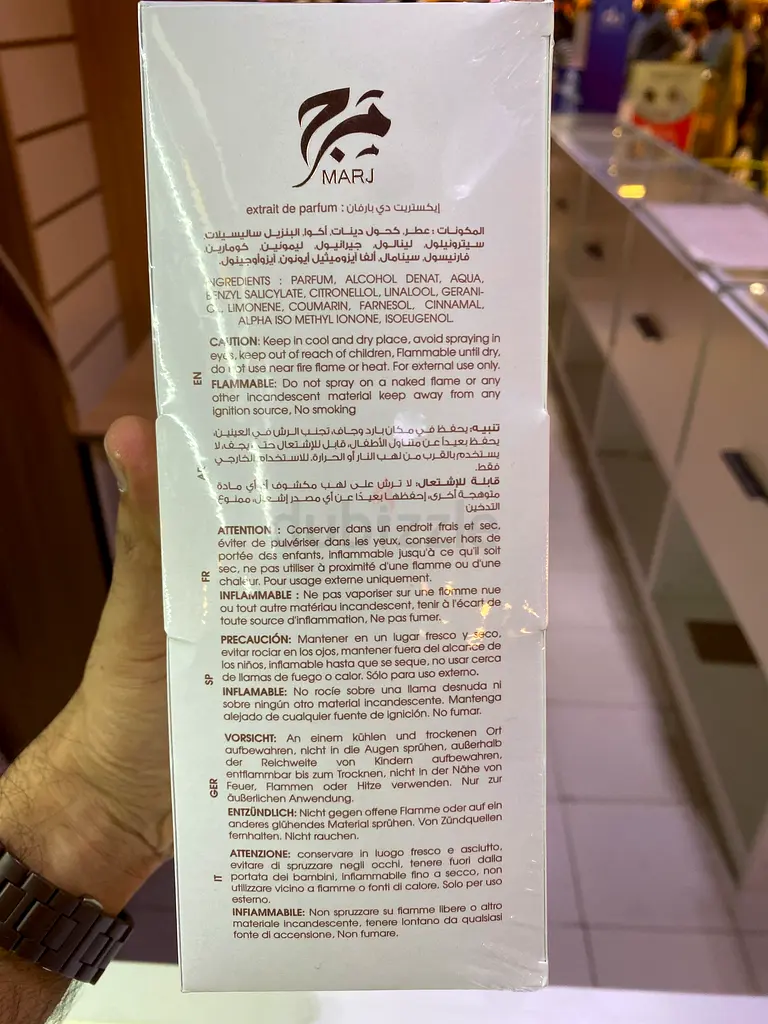 مرج
MARJ
extrait de parfum : إيكستريت دي بارفان
المكونات : عطر, كحول دينات, أكوا, البنزيل ساليسيلات
سيترونيلول, لينالول, جيرانيول, ليمونين, كومارين,
فارنيسول, سينامال, ألفا أيزوميثيل أيونون, أيزوأوجينول.
INGREDIENTS : PARFUM, ALCOHOL DENAT, AQUA,
BENZYL SALICYLATE, CITRONELLOL, LINALOOL, GERANI-
OL, LIMONENE, COUMARIN, FARNESOL, CINNAMAL,
ALPHA ISO METHYL IONONE, ISOEUGENOL.
EN
CAUTION: Keep in cool and dry place, avoid spraying in
eyes, keep out of reach of children, Flammable until dry,
do not use near fire flame or heat. For external use only.
FLAMMABLE: Do not spray on a naked flame or any
other incandescent material keep away from any
ignition source, No smoking
تنبيه: يحفظ في مكان بارد وجاف، تجنب الرش في العينين،
يحفظ بعيداً عن متناول الأطفال، قابل للإشتعال حتى يجف، لا
يستخدم بالقرب من لهب النار أو الحرارة. للاستخدام الخارجي
فقط.
قابلة للإشتعال: لا ترش على لهب مكشوف أو أي مادة
متوهجة أخرى، إحفظها بعيدًا عن أي مصدر إشعال، ممنوع
التدخين
dubizzle
FR
ATTENTION : Conserver dans un endroit frais et sec,
éviter de pulvériser dans les yeux, conserver hors de
portée des enfants, inflammable jusqu'à ce qu'il soit
sec, ne pas utiliser à proximité d'une flamme ou d'une
chaleur. Pour usage externe uniquement.
INFLAMMABLE : Ne pas vaporiser sur une flamme nue
ou tout autre matériau incandescent, tenir à l'écart de
toute source d'inflammation, Ne pas fumer.
SP
PRECAUCIÓN: Mantener en un lugar fresco y seco,
evitar rociar en los ojos, mantener fuera del alcance de
los niños, inflamable hasta que se seque, no usar cerca
de llamas de fuego o calor. Sólo para uso externo.
INFLAMABLE: No rocíe sobre una llama desnuda ni
sobre ningún otro material incandescente. Mantenga
alejado de cualquier fuente de ignición. No fumar.
GER
VORSICHT: An einem kühlen und trockenen Ort
aufbewahren, nicht in die Augen sprühen, außerhalb
der Reichweite von Kindern aufbewahren,
entflammbar bis zum Trocknen, nicht in der Nähe von
Feuer, Flammen oder Hitze verwenden. Nur zur
äußerlichen Anwendung.
ENTZÜNDLICH: Nicht gegen offene Flamme oder auf ein
anderes glühendes Material sprühen. Von Zündquellen
fernhalten. Nicht rauchen.
IT
ATTENZIONE: conservare in luogo fresco e asciutto,
evitare di spruzzare negli occhi, tenere fuori dalla
portata dei bambini, infiammabile fino a secco, non
utilizzare vicino a fiamme o fonti di calore. Solo per uso
esterno.
INFIAMMABILE: Non spruzzare su fiamme libere o altro
materiale incandescente, tenere lontano da qualsiasi
fonte di accensione, Non fumare.